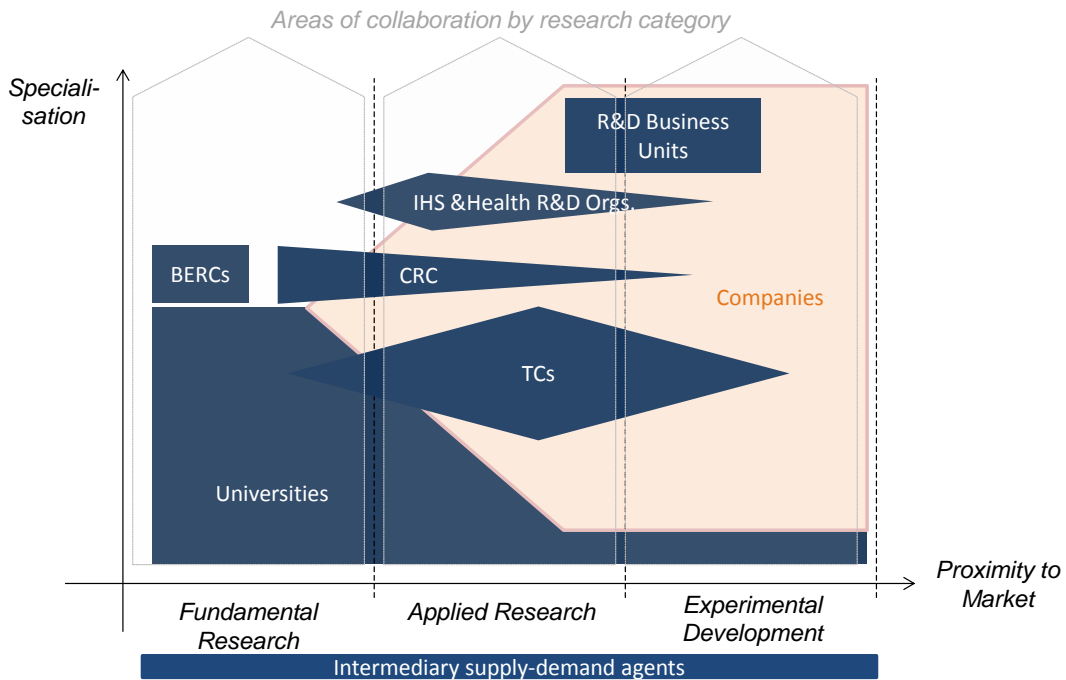 Areas of collaboration by research category
Speciali-
sation
R&D Business
Units
IHS &Health R&D Orgs.
BERCs
CRC
Companies
TCs
Universities
Proximity to
Market
Fundamental
Research
Applied Research
Experimental
Development
Intermediary supply-demand agents